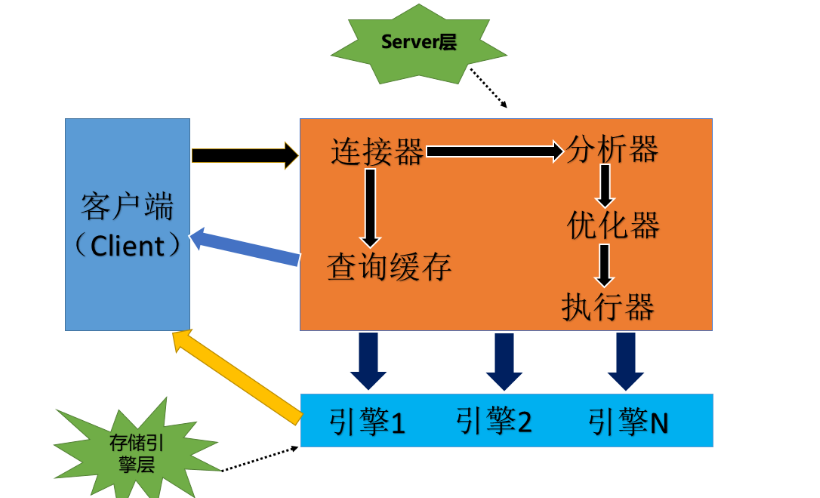 Server层
客户端
（Client）
连接器
分析器
优化器
查询缓存
执行器
引擎1
引擎2
引擎N
存储引
擎层